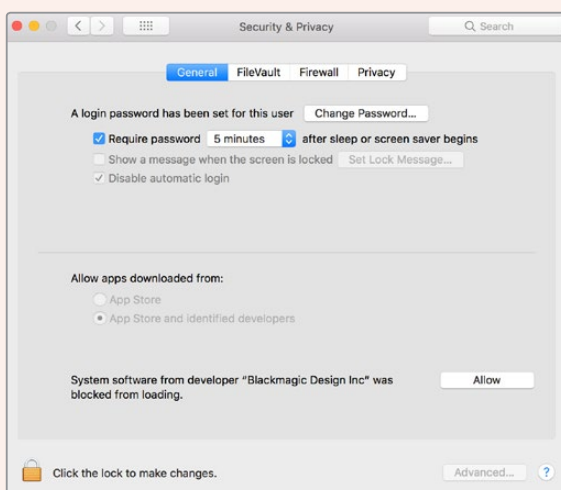 Security & Privacy
Search
General FileVault Firewall Privacy
A login password has been set for this user Change Password...
Require password 5 minutes after sleep or screen saver begins
Show a message when the screen is locked Set Lock Message...
Disable automatic login
Allow apps downloaded from:
App Store
App Store and identified developers
System software from developer “Blackmagic Design Inc” was Allow
blocked from loading.
Click the lock to make changes. Advanced... ?